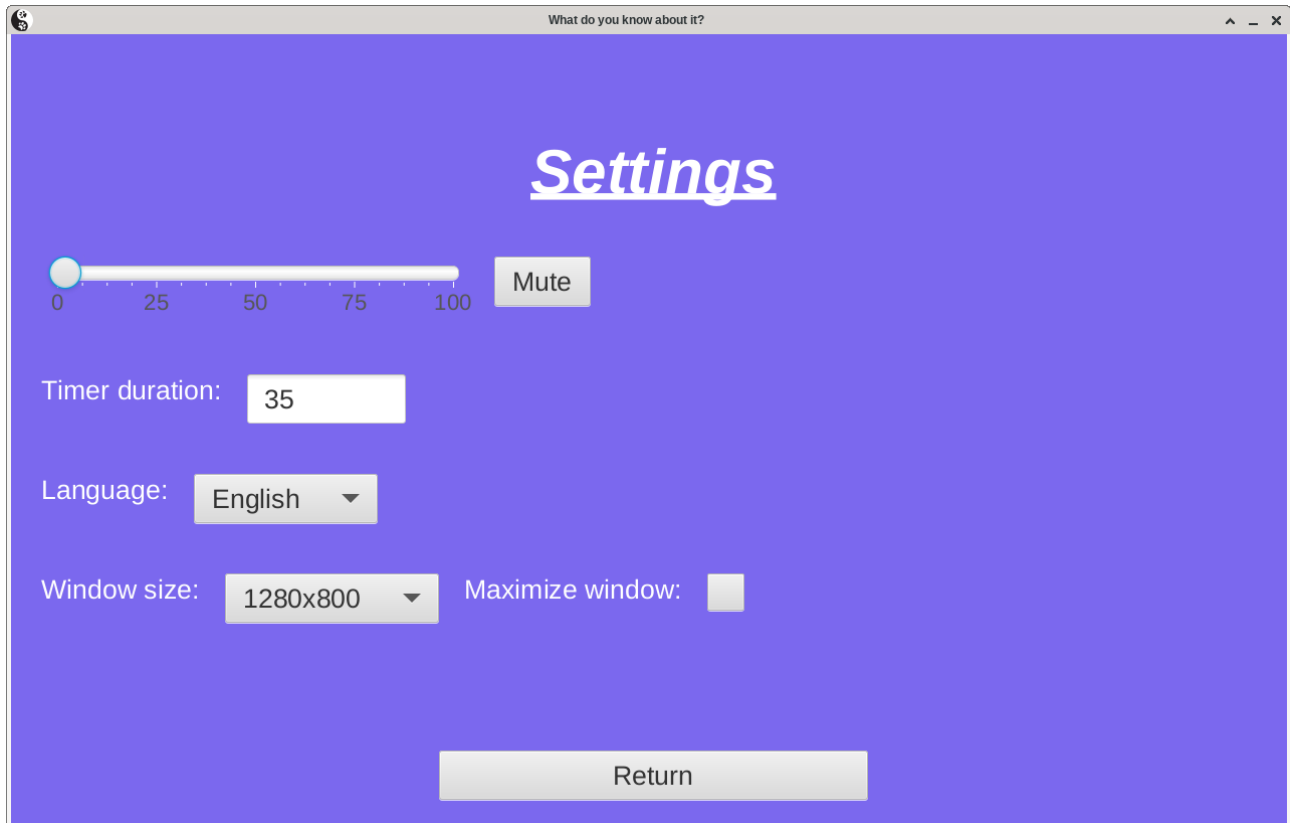 What do you know about it?
Settings
Mute
0 25 50 75 100
Timer duration: 35
Language: English
Window size: 1280x800 Maximize window:
Return